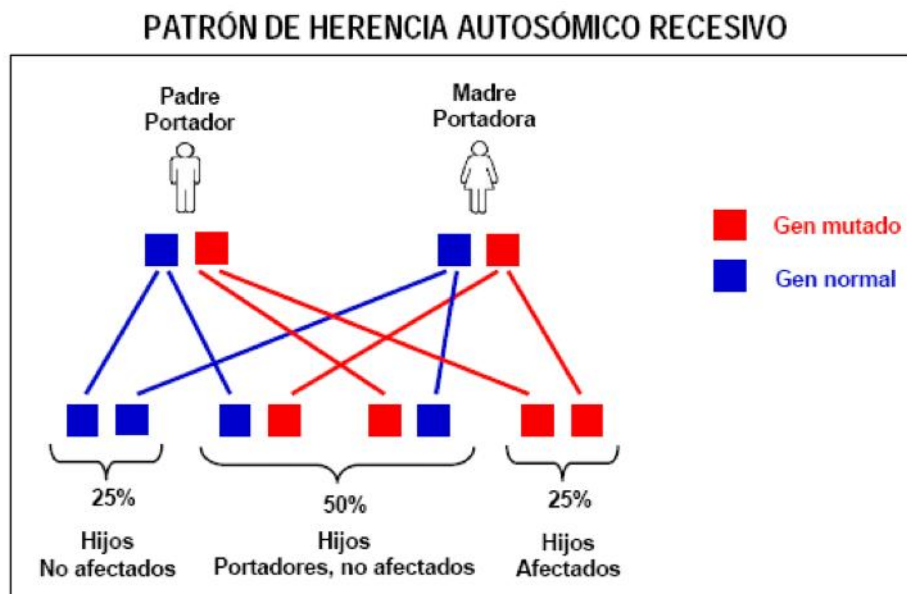 PATRÓN DE HERENCIA AUTOSÓMICO RECESIVO
Padre
Portador
Madre
Portadora
Gen mutado
Gen normal
25%
Hijos
No afectados
50%
Hijos
Portadores, no afectados
25%
Hijos
Afectados